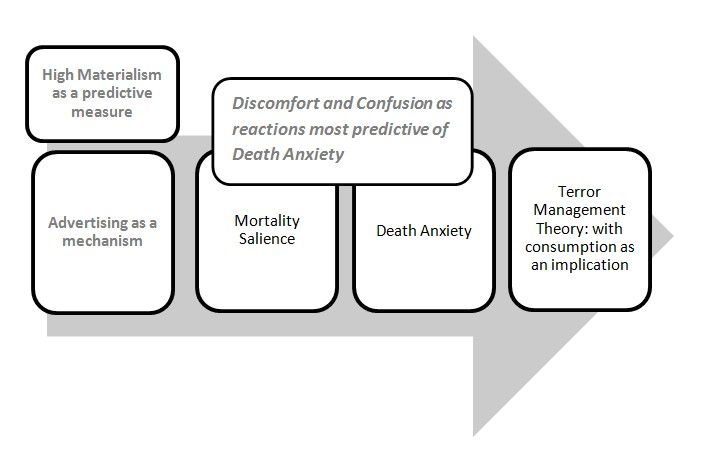 High Materialism
as a predictive
measure
Discomfort and Confusion as
reactions most predictive of
Death Anxiety
Advertising as a
mechanism
Mortality
Salience
Death Anxiety
Terror
Management
Theory: with
consumption as
an implication